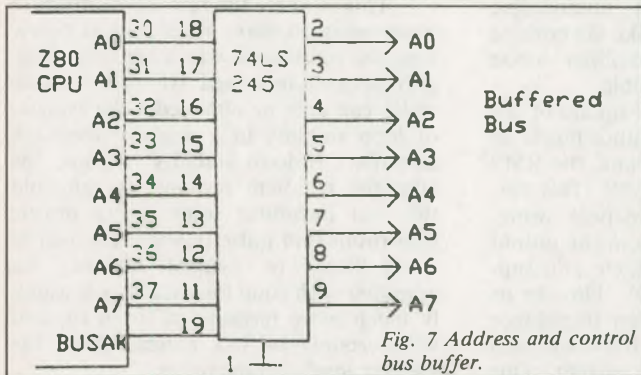 30 18 2
A0 74LS A0
Z80 31 17 245 3
CPU A1 A1
32 16 4 Buffered
A2 A2 Bus
33 15 5
A3 A3
34 14 6
A4 A4
35 13 7
A5 A5
36 12 8
A6 A6
37 11 9
A7 A7
19
BUSAK
1
Fig. 7 Address and control
bus buffer.